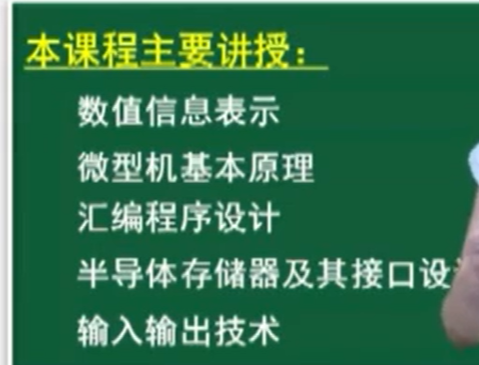 本课程主要讲授：
数值信息表示
微型机基本原理
汇编程序设计
半导体存储器及其接口设
输入输出技术